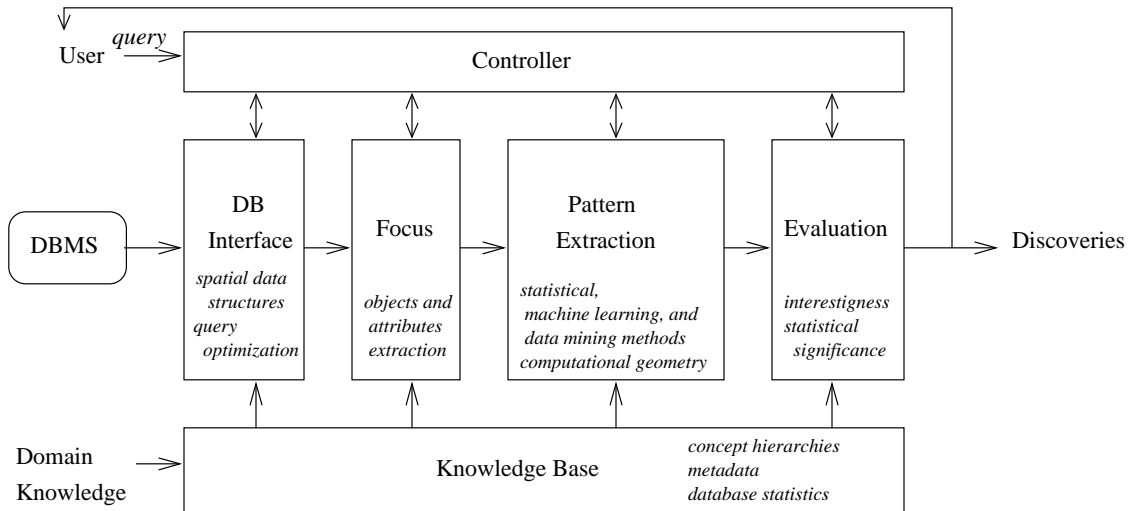 query
User
Controller
DBMS
DB
Interface
spatial data
structures
query
optimization
Focus
objects and
attributes
extraction
Pattern
Extraction
statistical,
machine learning, and
data mining methods
computational geometry
Evaluation
interestigness
statistical
significance
Discoveries
Domain
Knowledge
Knowledge Base
concept hierarchies
metadata
database statistics